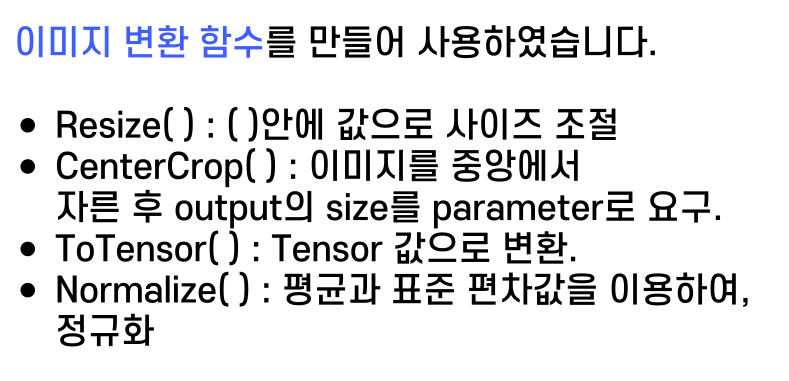 이미지 변환 함수를 만들어 사용하였습니다.
• Resize( ) : ( )안에 값으로 사이즈 조절
• CenterCrop( ) : 이미지를 중앙에서
자른 후 output의 size를 parameter로 요구.
• ToTensor( ) : Tensor 값으로 변환.
• Normalize( ) : 평균과 표준 편차값을 이용하여,
정규화